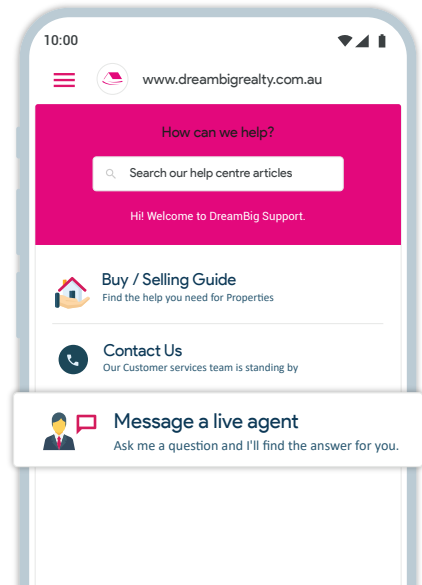 10:00
www.dreambigrealty.com.au
How can we help?
Search our help centre articles
Hi! Welcome to DreamBig Support.
Buy / Selling Guide
Find the help you need for Properties
Contact Us
Our Customer services team is standing by
Message a live agent
Ask me a question and I'll find the answer for you.